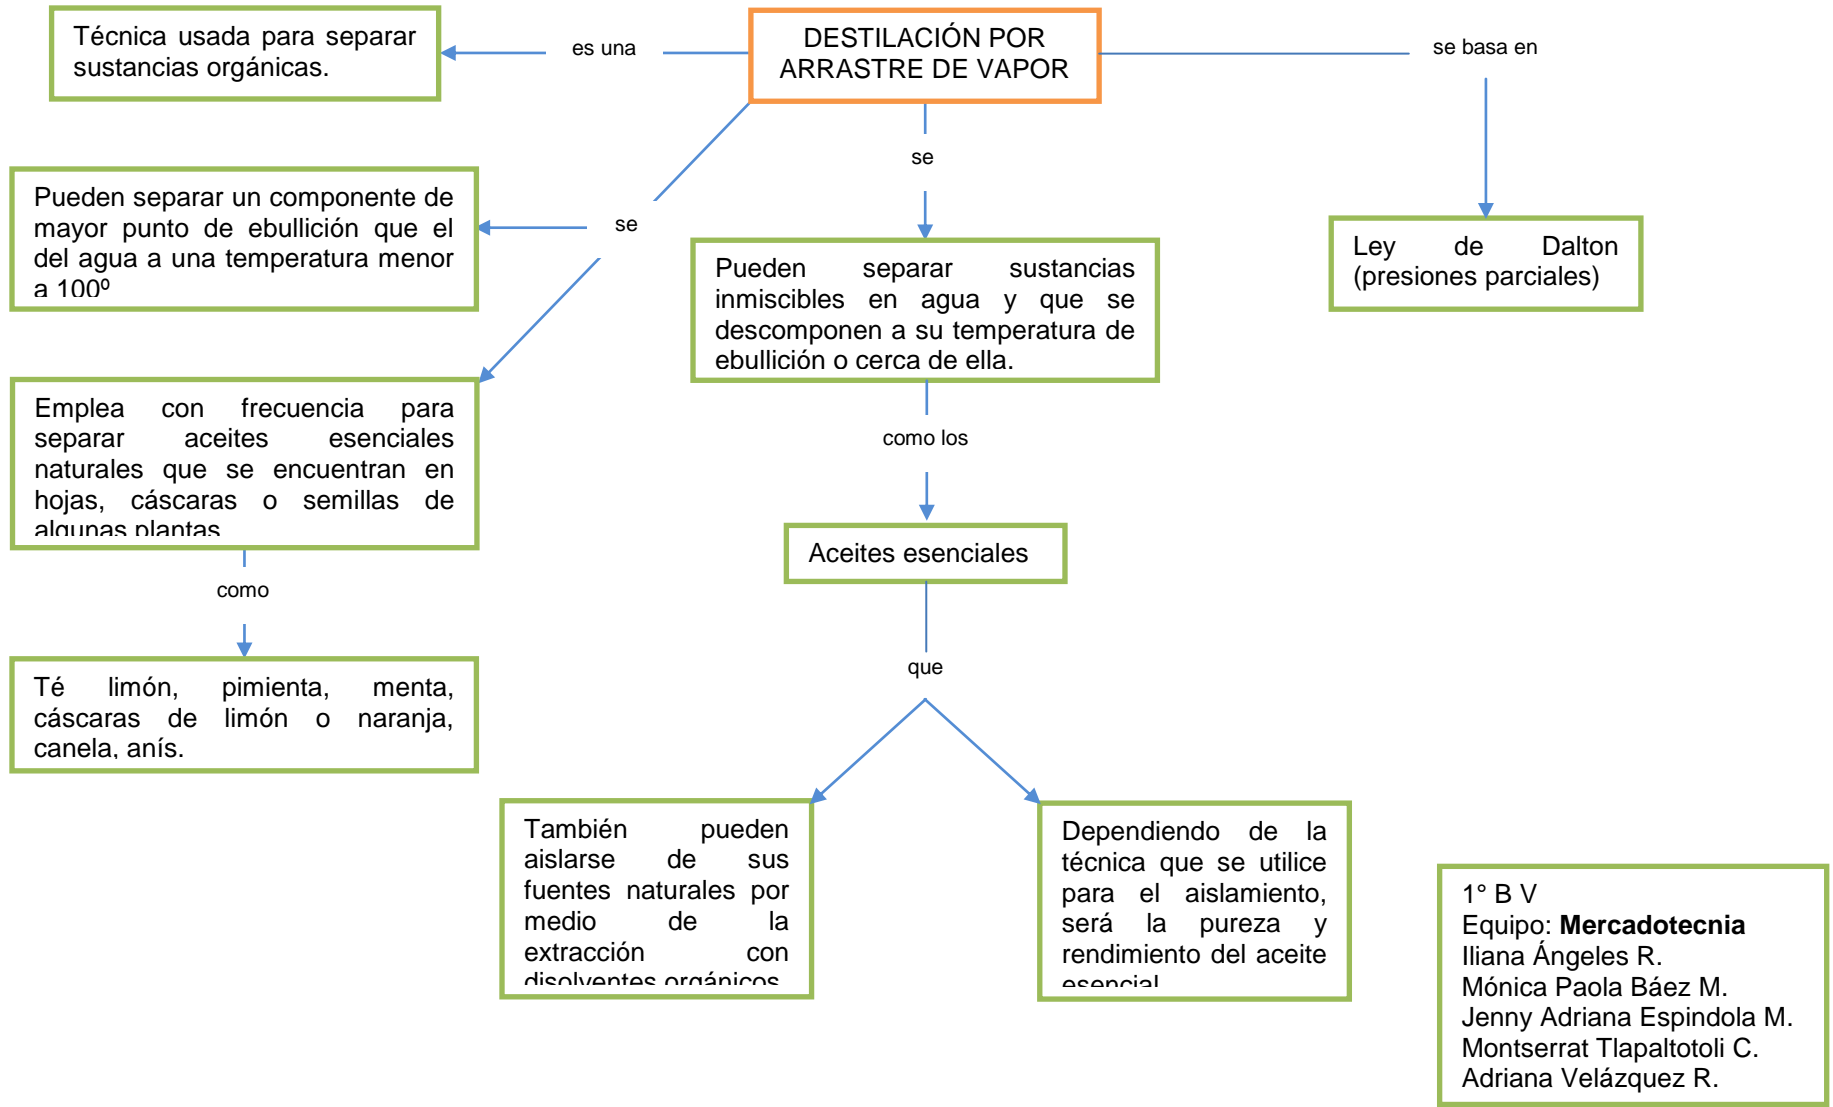 Técnica usada para separar
sustancias orgánicas.
es una
DESTILACIÓN POR
ARRASTRE DE VAPOR
se basa en
se
Pueden separar un componente de
mayor punto de ebullición que el
del agua a una temperatura menor
a 100º
se
Pueden separar sustancias
inmiscibles en agua y que se
descomponen a su temperatura de
ebullición o cerca de ella.
Ley de Dalton
(presiones parciales)
Emplea con frecuencia para
separar aceites esenciales
naturales que se encuentran en
hojas, cáscaras o semillas de
algunas plantas
como los
Aceites esenciales
como
Té limón, pimienta, menta,
cáscaras de limón o naranja,
canela, anís.
que
También pueden
aislarse de sus
fuentes naturales por
medio de la
extracción con
disolventes orgánicos.
Dependiendo de la
técnica que se utilice
para el aislamiento,
será la pureza y
rendimiento del aceite
esencial
1° B V
Equipo: Mercadotecnia
Iliana Ángeles R.
Mónica Paola Báez M.
Jenny Adriana Espindola M.
Montserrat Tlapaltotoli C.
Adriana Velázquez R.